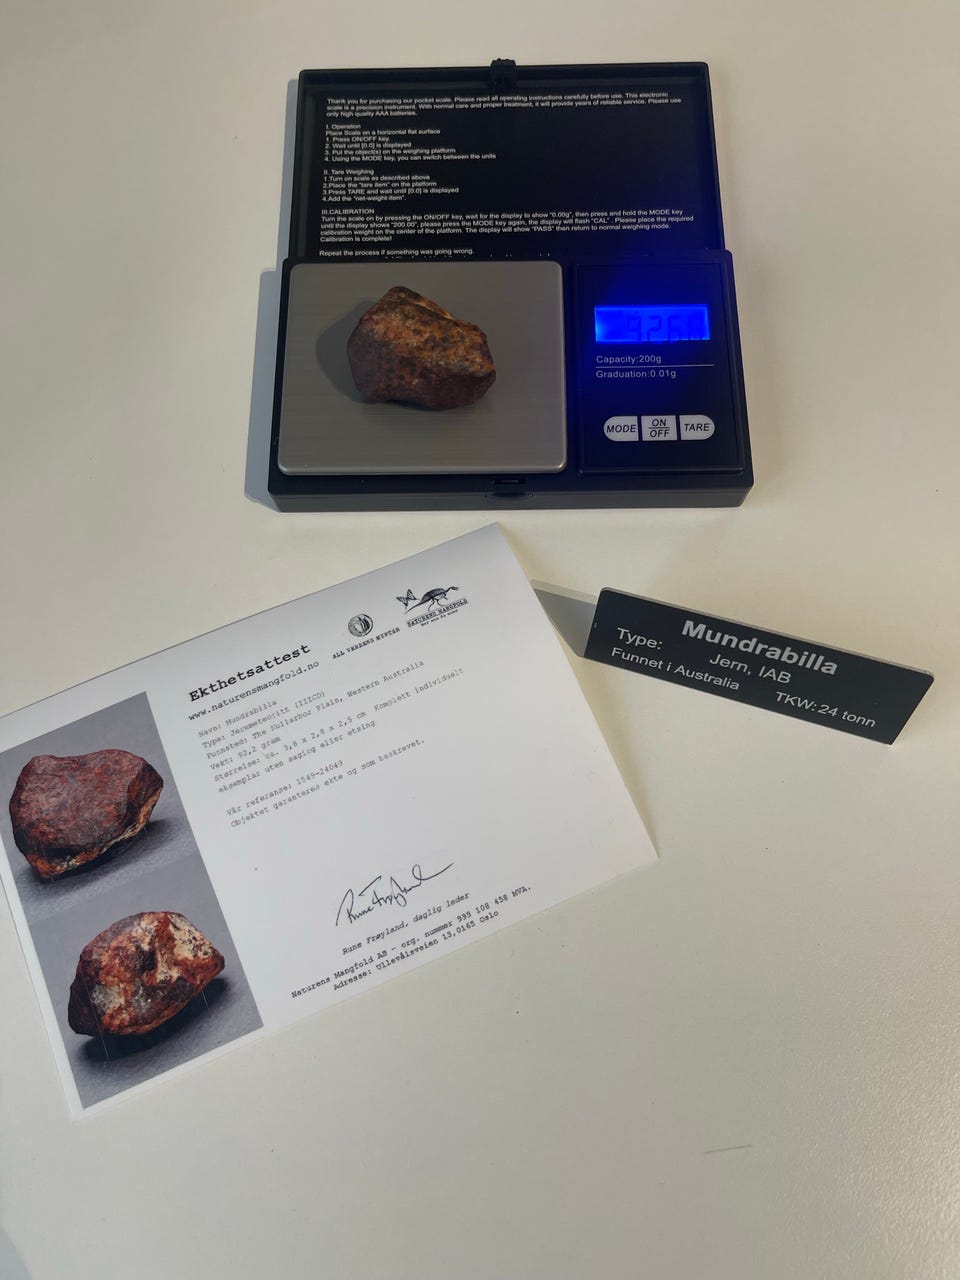 Thank you for purchasing our pocket scale. Please read all operating instructions carefully before use. This electronic
scale is a precision instrument. With normal care and proper treatment, it will provide years of reliable service. Please use
only high quality AAA batteries.
I. Operation
Place Scale on a horizontal flat surface
1. Press ON/OFF key.
2. Wait until [0.0] is displayed
3. Put the object(s) on the weighing platform
4. Using the MODE key, you can switch between the units
II. Tare Weighing
1.Turn on scale as described above
2.Place the "tare item" on the platform
3.Press TARE and wait until [0.0] is displayed
4.Add the "net-weight-item".
III.CALIBRATION
Turn the scale on by pressing the ON/OFF key, wait for the display to show "0.00g", then press and hold the MODE key
until the display shows "200.00", please press the MODE key again, the display will flash "CAL" . Please place the required
calibration weight on the center of the platform. The display will show "PASS" then return to normal weighing mode.
Calibration is complete!
Repeat the process if something was going wrong.
Capacity:200g
Graduation:0.01g
MODE
ON
OFF
TARE
Mundrabilla
Type: Jern, IAB
Funnet i Australia
TKW: 24 tonn
ALL VERDENS MYNTER
NATURENS MANGFOLD
Ekthetsattest
www.naturensmangfold.no
Navn: Mundrabilla
Type: Jernmeteoritt (IIICD)
Funnsted: The Nullarbor Plain, Western Australia
Vekt: 92,2 gram
Størrelse: ca. 3,8 x 2,8 x 2,5 cm Komplett individualt
eksemplar uten saging eller etsing
Vår referanse: 1549-24049
Objektet garanteres ekte og som beskrevet.
Rune Frøyland, daglig leder
Naturens Mangfold AS - org. nummer 999 108 458 MVA.
Adresse: Ullevålsveien 13,0165 Oslo